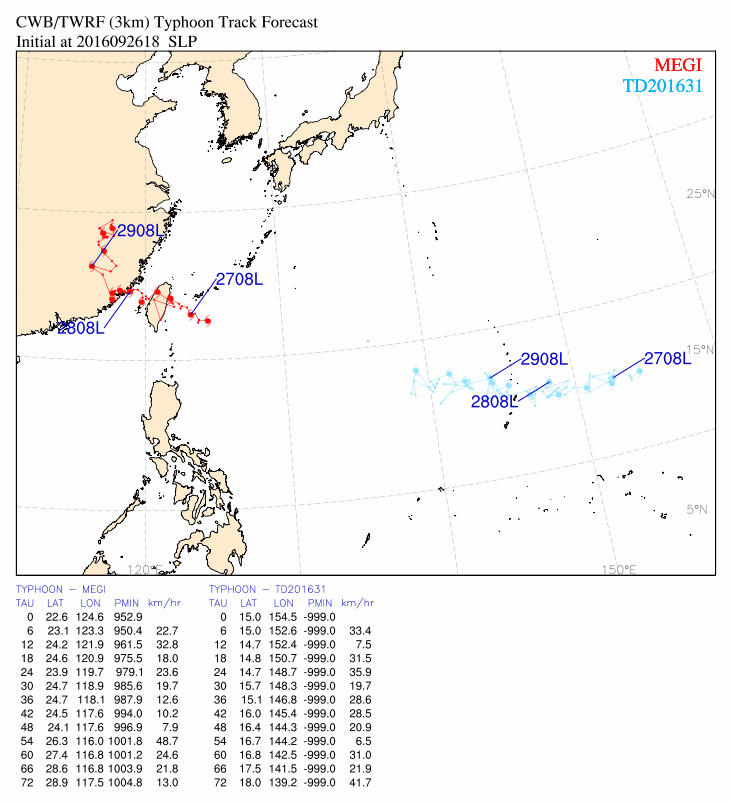 CWB/TWRF (3km) Typhoon Track Forecast
Initial at 2016092618 SLP
MEGI
TD201631
25°N
2908L
2708L
2808L
15°N
2908L
2708L
2808L
5°N
120°E
150°E
TYPHOON - MEGI TYPHOON - TD201631
TAU LAT LON PMIN km/hr TAU LAT LON PMIN km/hr
0 22.6 124.6 952.9 0 15.0 154.5 -999.0
6 23.1 123.3 950.4 22.7 6 15.0 152.6 -999.0 33.4
12 24.2 121.9 961.5 32.8 12 14.7 152.4 -999.0 7.5
18 24.6 120.9 975.5 18.0 18 14.8 150.7 -999.0 31.5
24 23.9 119.7 979.1 23.6 24 14.7 148.7 -999.0 35.9
30 24.7 118.9 985.6 19.7 30 15.7 148.3 -999.0 19.7
36 24.7 118.1 987.9 12.6 36 15.1 146.8 -999.0 28.6
42 24.5 117.6 994.0 10.2 42 16.0 145.4 -999.0 28.5
48 24.1 117.6 996.9 7.9 48 16.4 144.3 -999.0 20.9
54 26.3 116.0 1001.8 48.7 54 16.7 144.2 -999.0 6.5
60 27.4 116.8 1001.2 24.6 60 16.8 142.5 -999.0 31.0
66 28.6 116.8 1003.9 21.8 66 17.5 141.5 -999.0 21.9
72 28.9 117.5 1004.8 13.0 72 18.0 139.2 -999.0 41.7